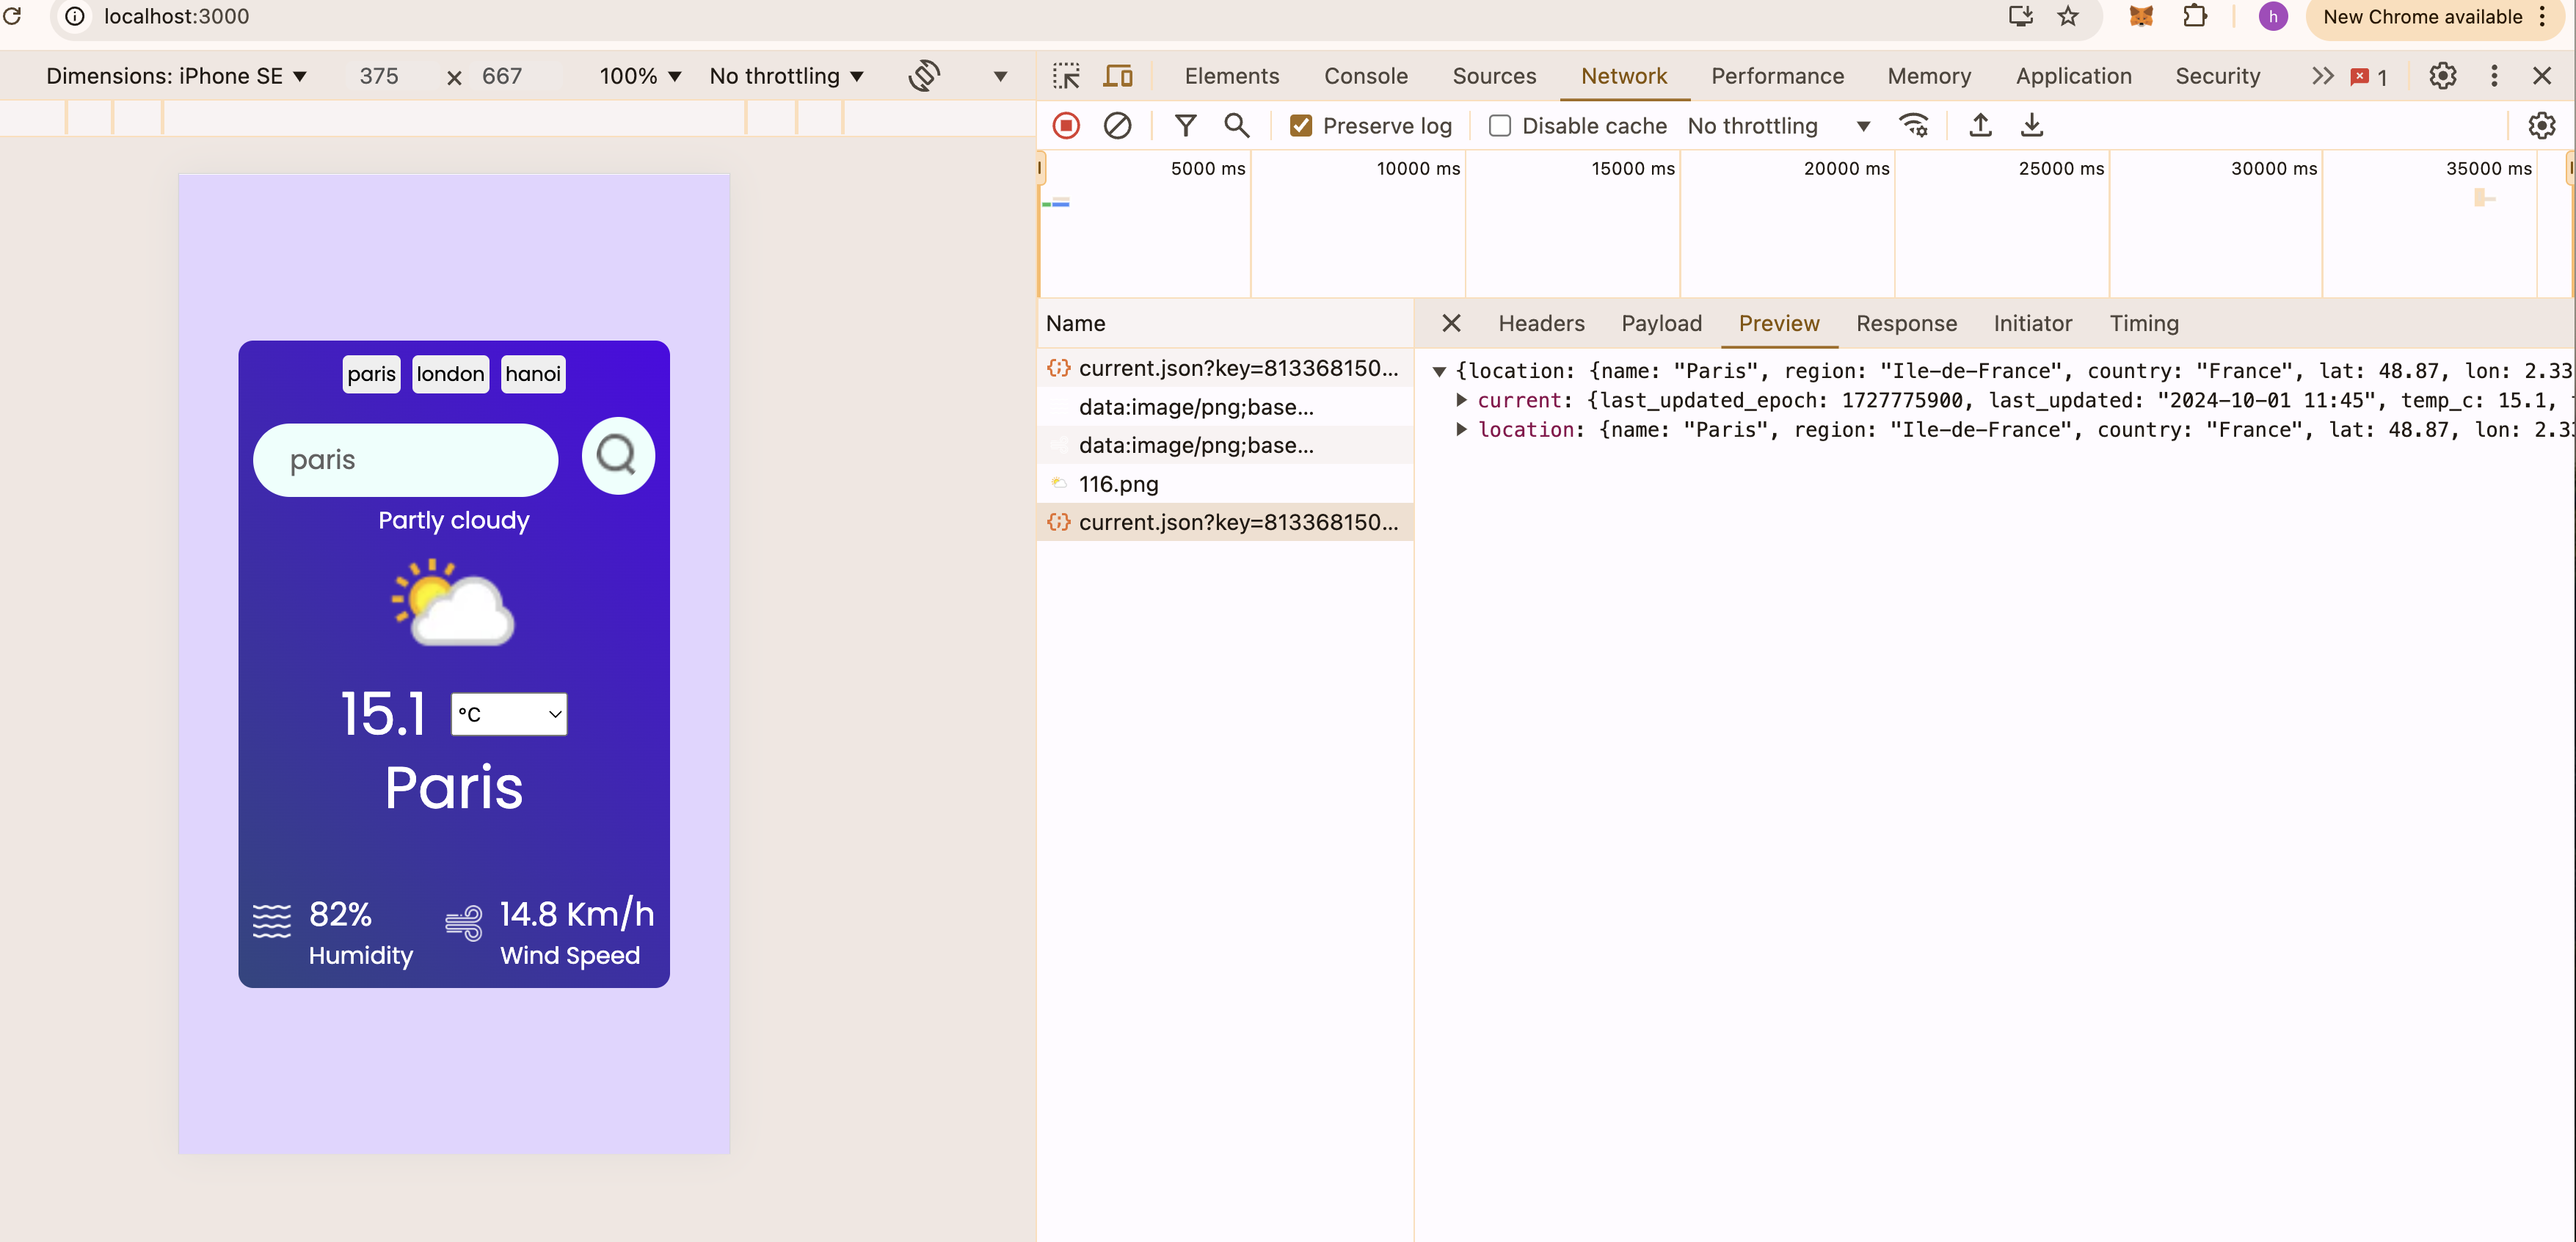 localhost:3000
h
New Chrome available
Dimensions: iPhone SE
375
×
667
100%
No throttling
Elements
Console
Sources
Network
Performance
Memory
Application
Security
1
Preserve log
Disable cache
No throttling
5000 ms
10000 ms
15000 ms
20000 ms
25000 ms
30000 ms
35000 ms
Name
Headers
Payload
Preview
Response
Initiator
Timing
current.json?key=813368150...
data:image/png;base...
data:image/png;base...
116.png
current.json?key=813368150...
{location: {name: "Paris", region: "Ile-de-France", country: "France", lat: 48.87, lon: 2.33
current: {last_updated_epoch: 1727775900, last_updated: "2024-10-01 11:45", temp_c: 15.1,
location: {name: "Paris", region: "Ile-de-France", country: "France", lat: 48.87, lon: 2.3
paris
london
hanoi
paris
Partly cloudy
15.1
°C
Paris
82%
Humidity
14.8 Km/h
Wind Speed